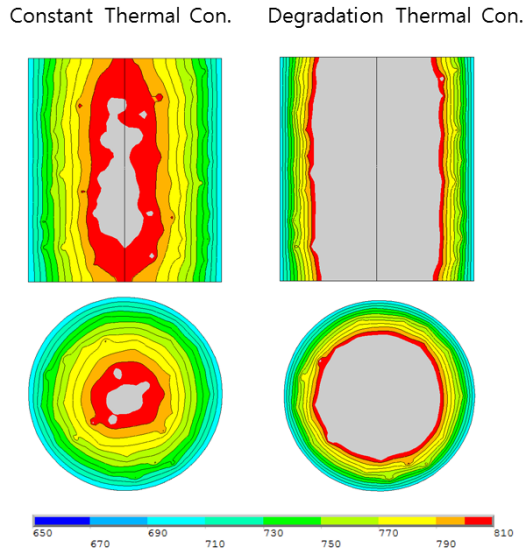 Constant Thermal Con.
Degradation Thermal Con.
650 690 730 770 810
670 710 750 790